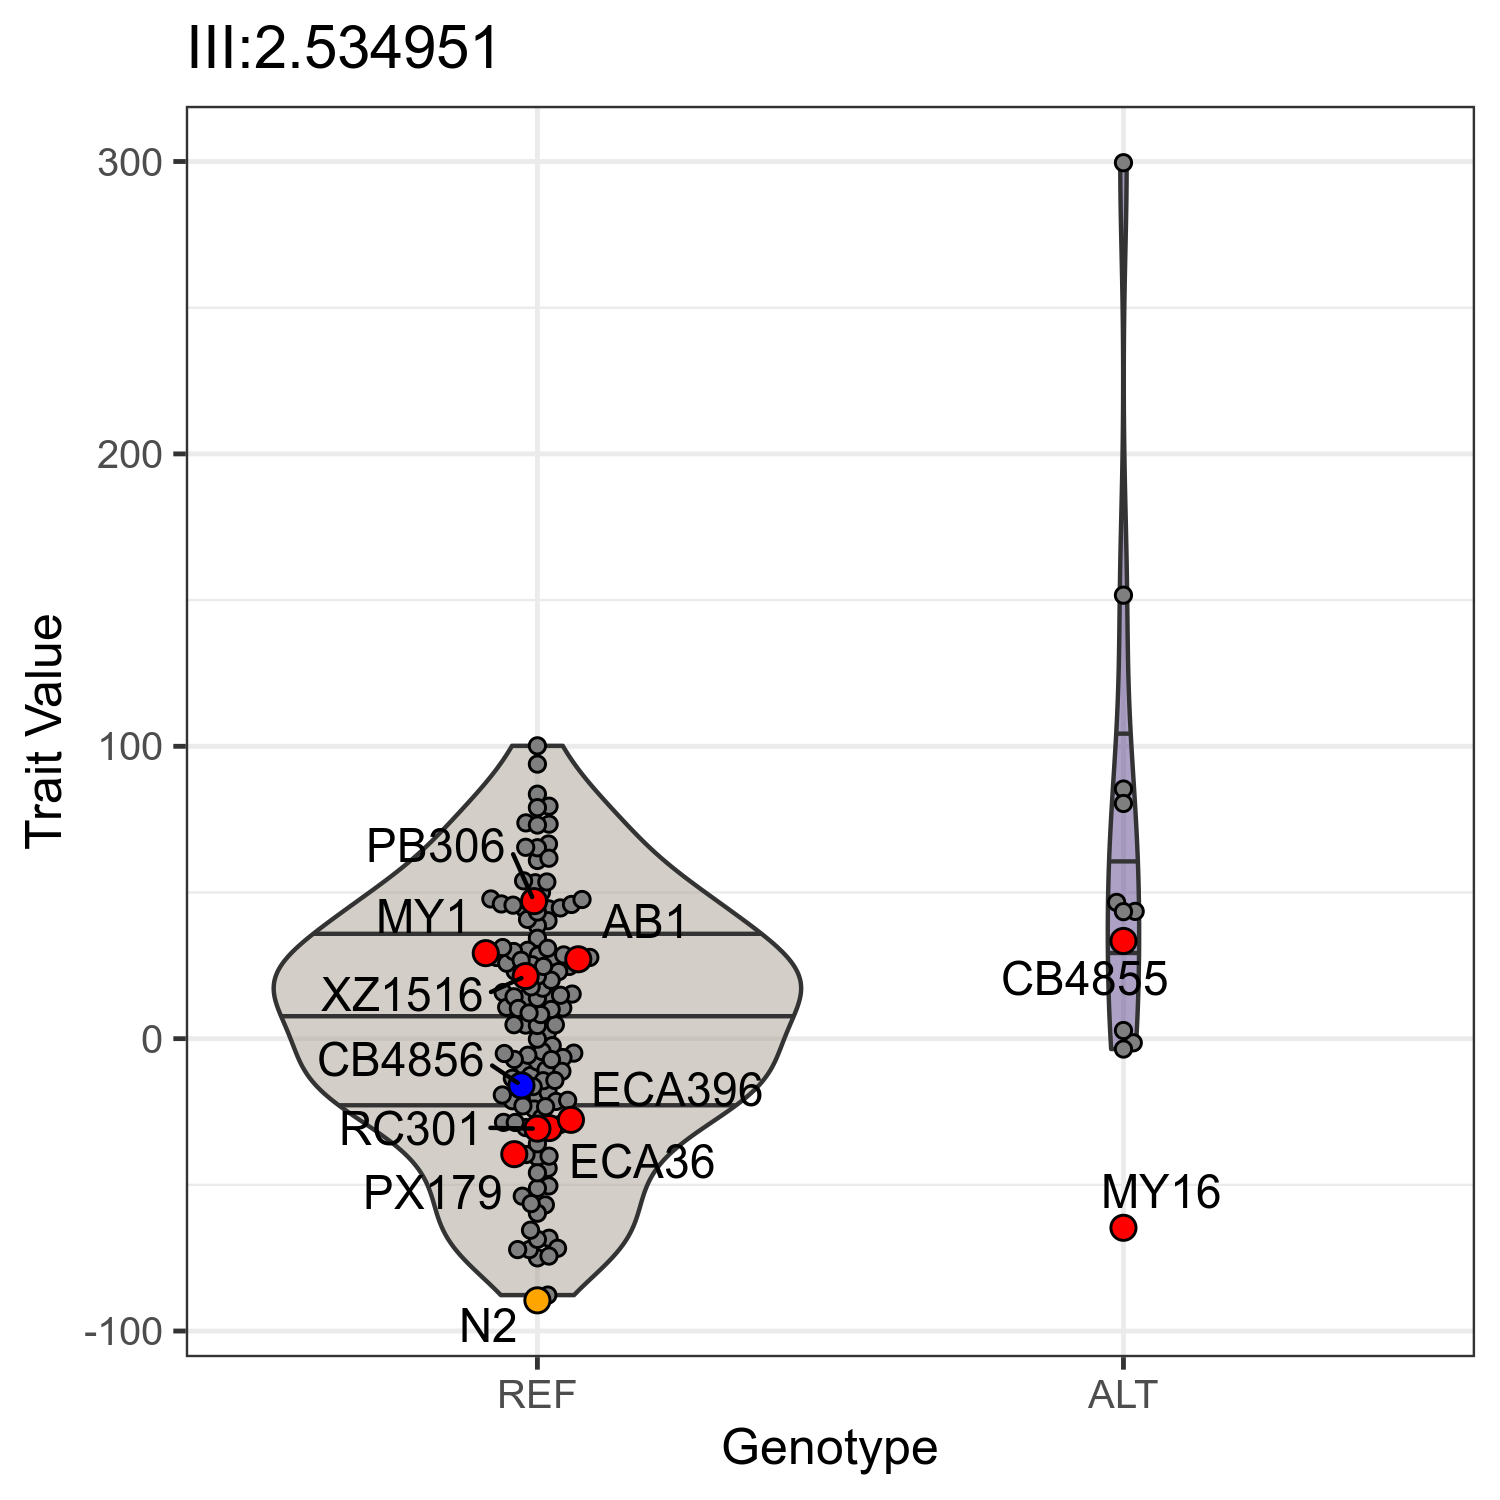 III:2.534951
300
200
100
0
-100
Trait Value
PB306
MY1
AB1
XZ1516
CB4856
ECA396
RC301
ECA36
PX179
N2
CB4855
MY16
REF
ALT
Genotype